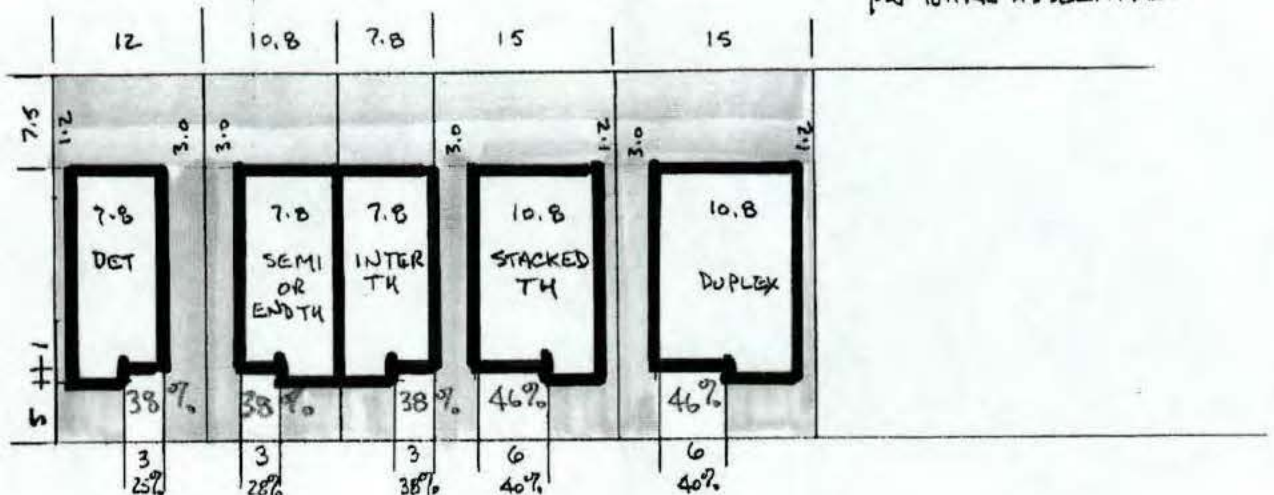 12 10.8 7.8 15 15
7.5 1.2 3.0 3.0 3.0 1.2 3.0 1.2
7.8 7.8 7.8 10.8 10.8
DET SEMI INTER STACKED DUPLEX
OR TH TH
ENDTH
1
38% 38% 38% 46% 46%
5
3 3 3 6 6
25% 28% 38% 40% 40%